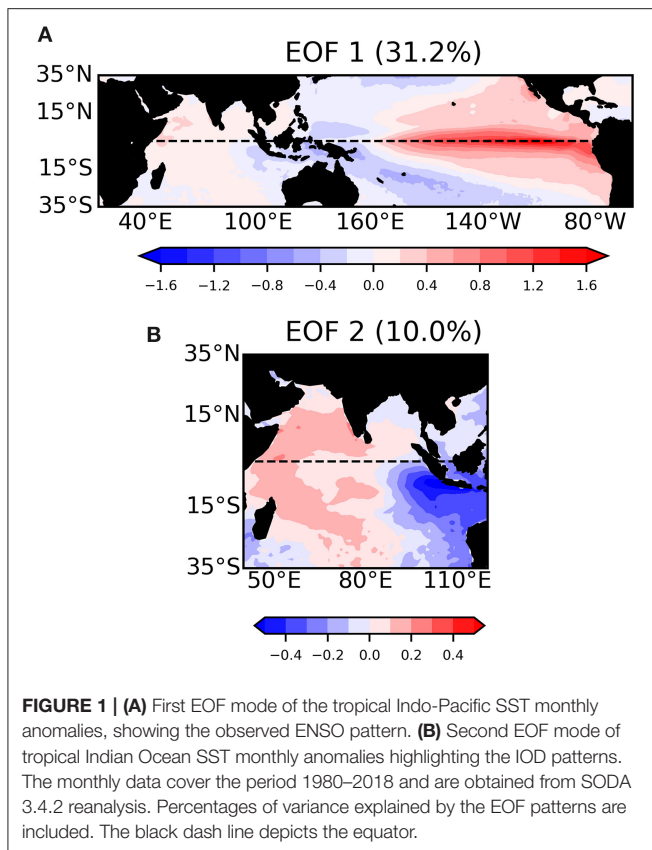 A
EOF 1 (31.2%)
35°N
15°N
15°S
35°S
40°E 100°E 160°E 140°W 80°W
−1.6 −1.2 −0.8 −0.4 0.0 0.4 0.8 1.2 1.6
B
EOF 2 (10.0%)
35°N
15°N
15°S
35°S
50°E 80°E 110°E
−0.4 −0.2 0.0 0.2 0.4
FIGURE 1 | (A) First EOF mode of the tropical Indo-Pacific SST monthly
anomalies, showing the observed ENSO pattern. (B) Second EOF mode of
tropical Indian Ocean SST monthly anomalies highlighting the IOD patterns.
The monthly data cover the period 1980–2018 and are obtained from SODA
3.4.2 reanalysis. Percentages of variance explained by the EOF patterns are
included. The black dash line depicts the equator.